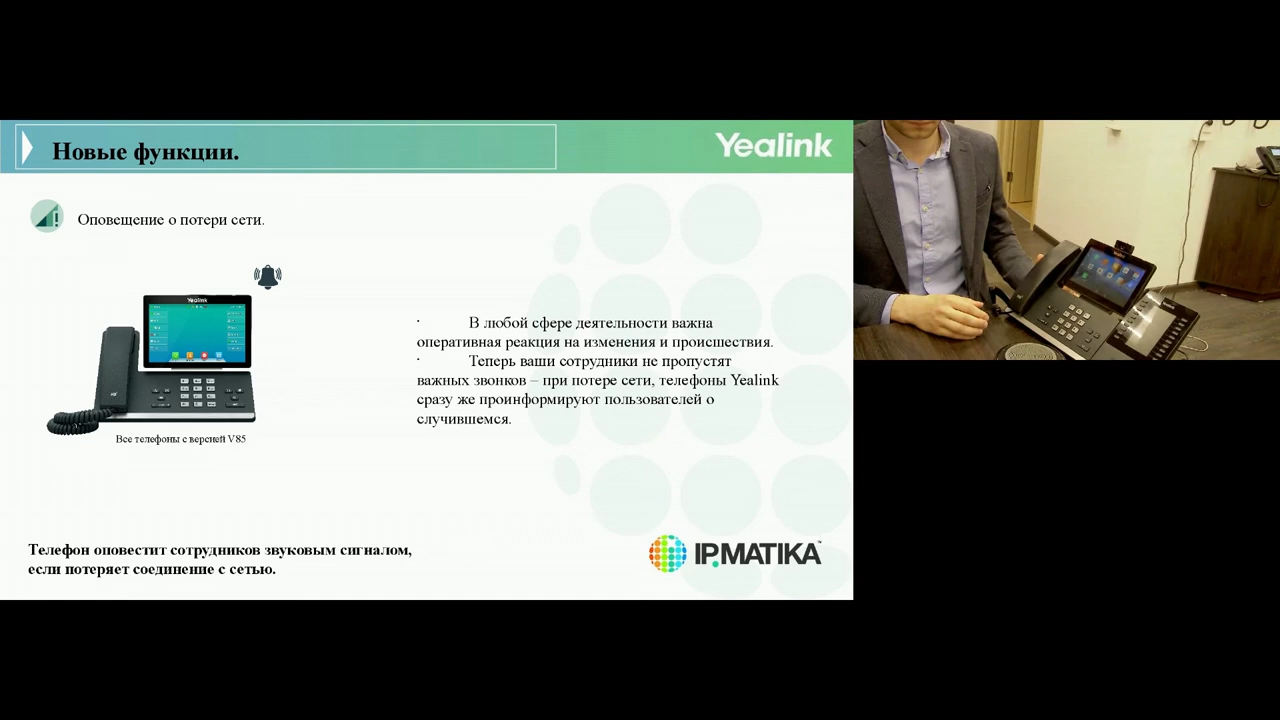 Новые функции.
Yealink
Оповещение о потери сети.
Yealink
Все телефоны с версией V85
· В любой сфере деятельности важна
оперативная реакция на изменения и происшествия.
· Теперь ваши сотрудники не пропустят
важных звонков – при потере сети, телефоны Yealink
сразу же проинформируют пользователей о
случившемся.
Телефон оповестит сотрудников звуковым сигналом,
если потеряет соединение с сетью.
IPMATIKA™